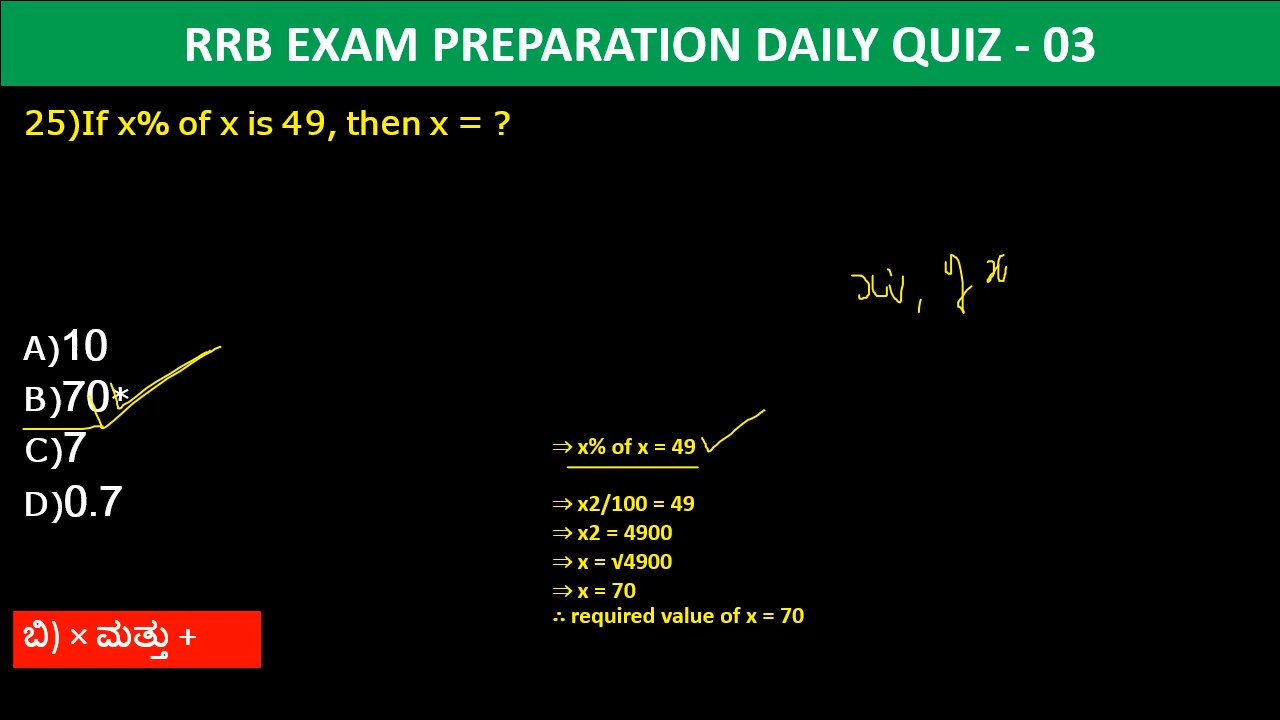 RRB EXAM PREPARATION DAILY QUIZ - 03
25)If x% of x is 49, then x = ?
A)10
B)70*
C)7
D)0.7
⇒ x% of x = 49
⇒ x2/100 = 49
⇒ x2 = 4900
⇒ x = √4900
⇒ x = 70
∴ required value of x = 70
ಬಿ) × ಮತ್ತು +